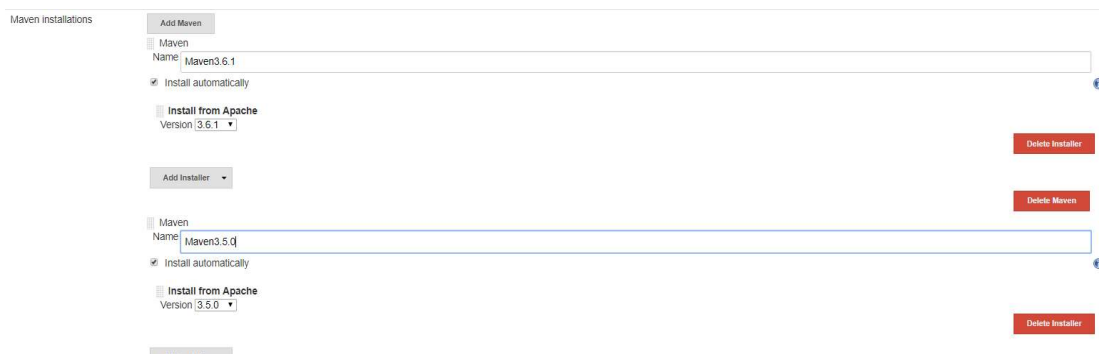 Maven installations
Add Maven
Maven
Name Maven3.6.1
Install automatically
Install from Apache
Version 3.6.1
Delete Installer
Add Installer
Delete Maven
Maven
Name Maven3.5.0
Install automatically
Install from Apache
Version 3.5.0
Delete Installer